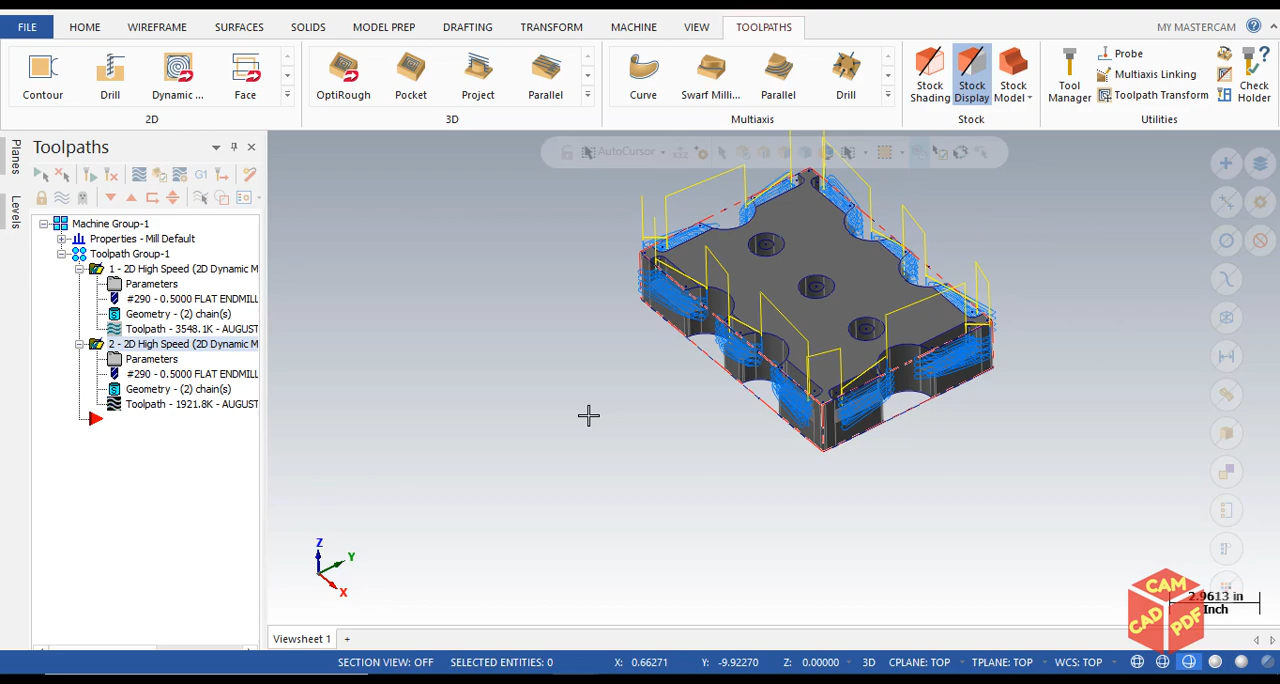 FILE HOME WIREFRAME SURFACES SOLIDS MODEL PREP DRAFTING TRANSFORM MACHINE VIEW TOOLPATHS MY MASTERCAM
Contour Drill Dynamic ... Face
2D
OptiRough Pocket Project Parallel
3D
Curve Swarf Milli... Parallel Drill
Multiaxis
Stock Shading
Stock Display
Stock Model
Stock
Tool Manager
Probe
Multiaxis Linking
Toolpath Transform
Check Holder
Utilities
Planes
Levels
Toolpaths
AutoCursor
XYZ
G1
Machine Group-1
Properties - Mill Default
Toolpath Group-1
1 - 2D High Speed (2D Dynamic M
Parameters
#290 - 0.5000 FLAT ENDMILL
Geometry - (2) chain(s)
Toolpath - 3548.1K - AUGUST
2 - 2D High Speed (2D Dynamic M
Parameters
#290 - 0.5000 FLAT ENDMILL
Geometry - (2) chain(s)
Toolpath - 1921.8K - AUGUST
Z
Y
X
CAM
CAD
PDF
2.9613 in
Inch
Viewsheet 1 +
SECTION VIEW: OFF SELECTED ENTITIES: 0 X: 0.66271 Y: -9.92270 Z: 0.00000 3D CPLANE: TOP TPLANE: TOP WCS: TOP